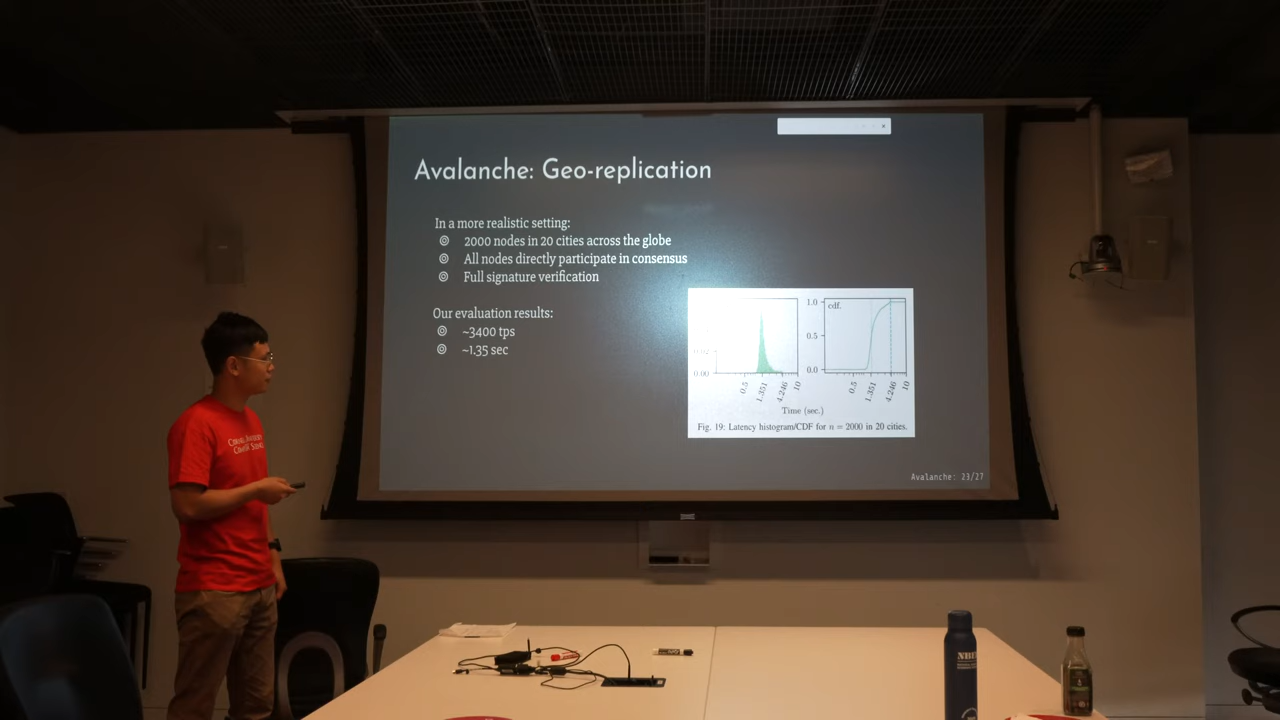 Avalanche: Geo-replication
In a more realistic setting:
2000 nodes in 20 cities across the globe
All nodes directly participate in consensus
Full signature verification
Our evaluation results:
~3400 tps
~1.35 sec
0.02
0.00
0.5
1.351
4.246
10
cdf.
1.0
0.5
0.0
0.5
1.351
4.246
10
Time (sec.)
Fig. 19: Latency histogram/CDF for n = 2000 in 20 cities.
Avalanche: 23/27